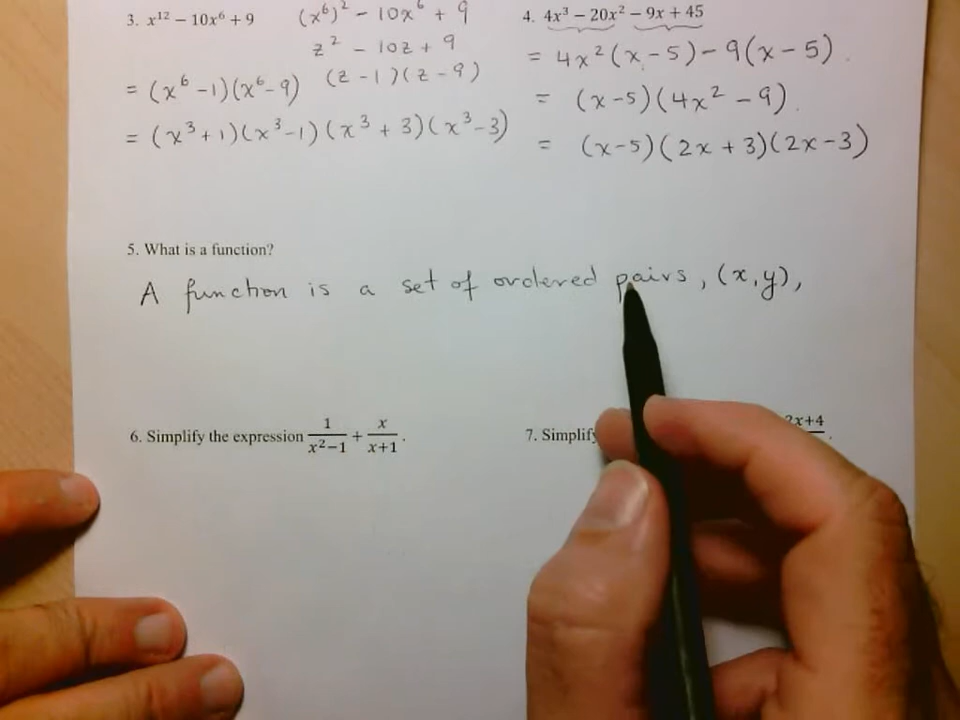 3. x¹² − 10x⁶ + 9
(x⁶)² − 10x⁶ + 9
z² − 10z + 9
(z − 1)(z − 9)
= (x⁶ − 1)(x⁶ − 9)
= (x³ + 1)(x³ − 1)(x³ + 3)(x³ − 3)
4. 4x³ − 20x² − 9x + 45
= 4x²(x − 5) − 9(x − 5).
= (x − 5)(4x² − 9).
= (x − 5)(2x + 3)(2x − 3)
5. What is a function?
A function is a set of ordered pairs, (x, y),
6. Simplify the expression 1/(x²−1) + x/(x+1).
7. Simplify
2x+4